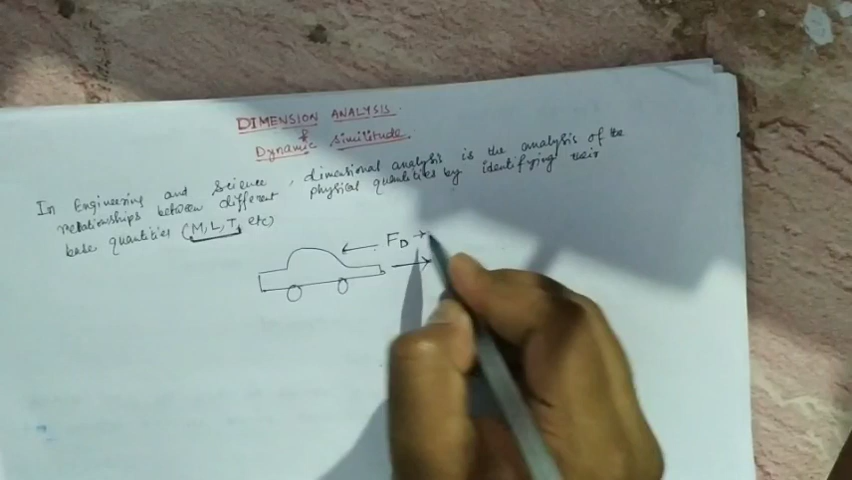 DIMENSION ANALYSIS.
&
Dynamic similitude.
In Engineering and Science, dimensional analysis is the analysis of the
relationships between different physical quantities by identifying their
base quantities (M, L, T, etc)
FD →